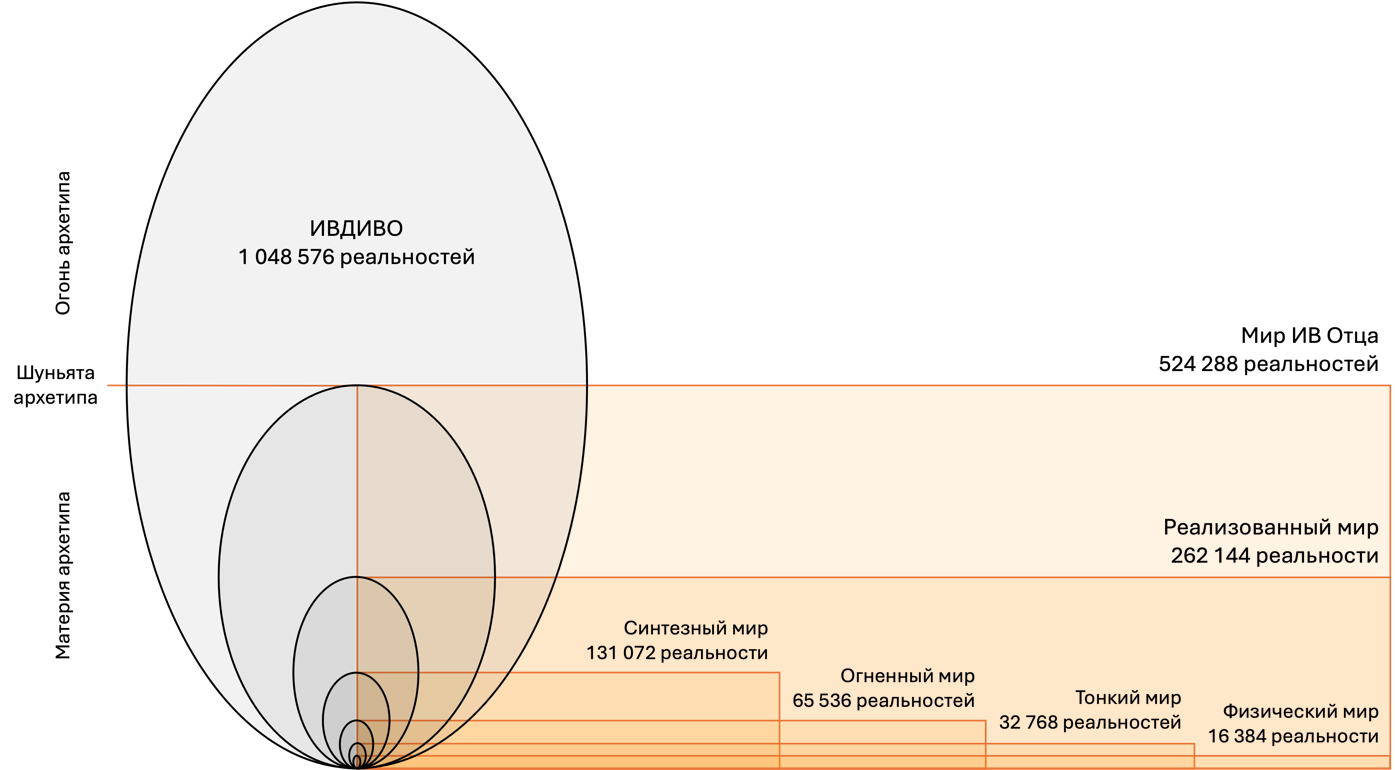 Огонь архетипа
ИВДИВО
1 048 576 реальностей
Шуньята
архетипа
Материя архетипа
Мир ИВ Отца
524 288 реальностей
Реализованный мир
262 144 реальности
Синтезный мир
131 072 реальности
Огненный мир
65 536 реальностей
Тонкий мир
32 768 реальностей
Физический мир
16 384 реальности